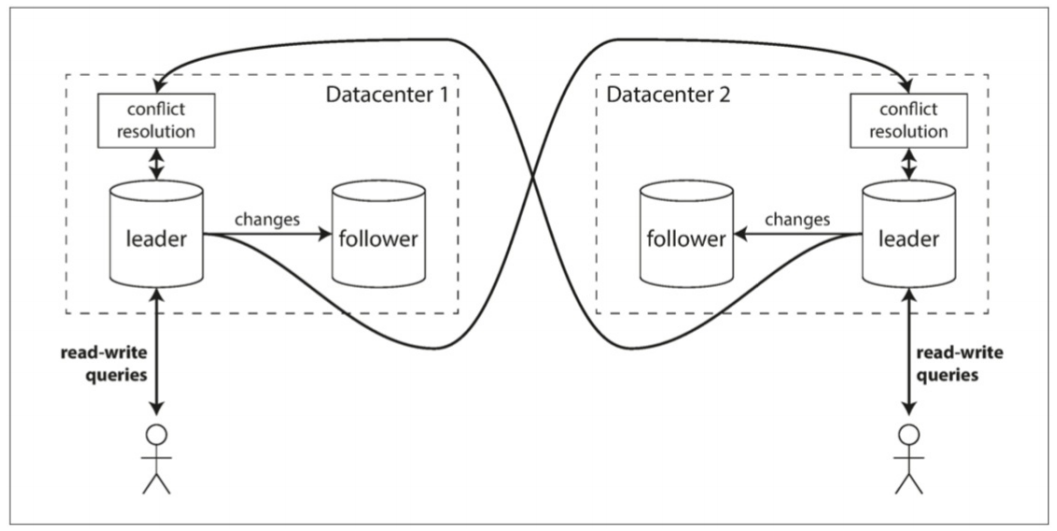 Datacenter 1
conflict
resolution
changes
leader
follower
read-write
queries
Datacenter 2
conflict
resolution
changes
follower
leader
read-write
queries